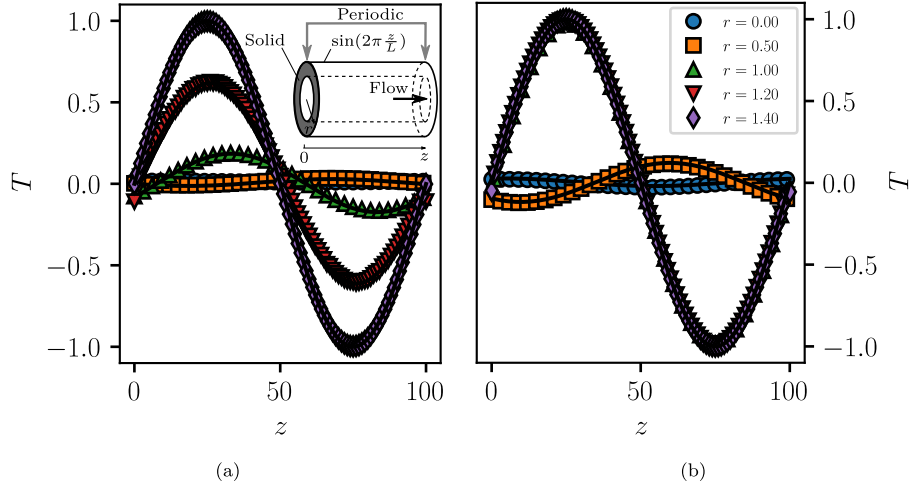 Periodic
Solid
sin(2π z/L)
Flow
r
0
z
1.0
0.5
0.0
−0.5
−1.0
T
0
50
100
z
(a)
r = 0.00
r = 0.50
r = 1.00
r = 1.20
r = 1.40
1.0
0.5
0.0
−0.5
−1.0
T
0
50
100
z
(b)